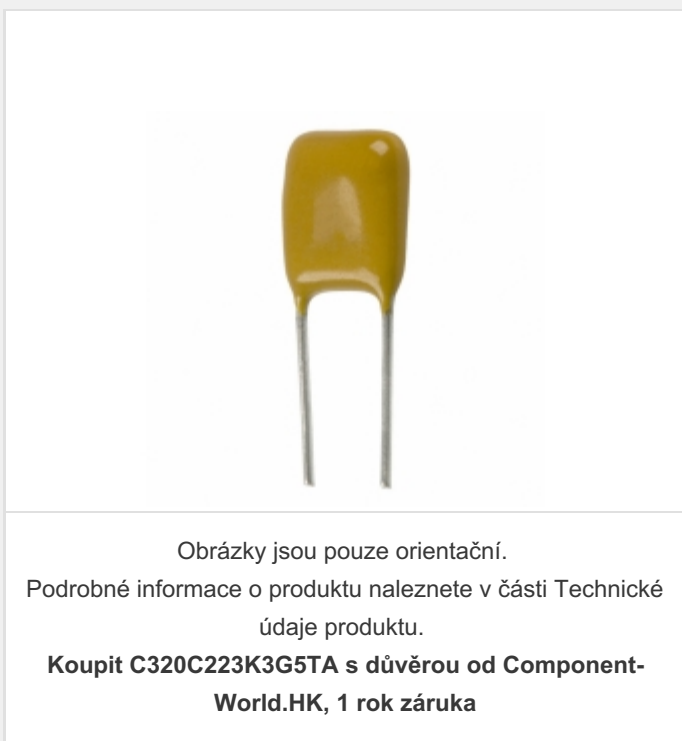 Obrázky jsou pouze orientační.
Podrobné informace o produktu naleznete v části Technické
údaje produktu.
Koupit C320C223K3G5TA s důvěrou od Component-
World.HK, 1 rok záruka